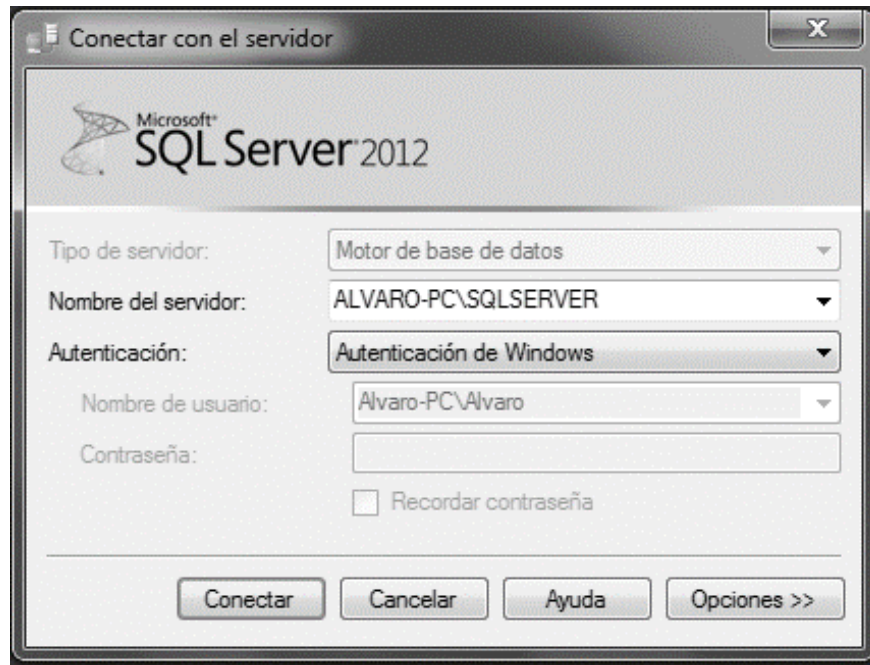 Conectar con el servidor
Microsoft®
SQL Server® 2012
Tipo de servidor: Motor de base de datos
Nombre del servidor: ALVARO-PC\SQLSERVER
Autenticación: Autenticación de Windows
Nombre de usuario: Alvaro-PC\Alvaro
Contraseña:
Recordar contraseña
Conectar Cancelar Ayuda Opciones >>